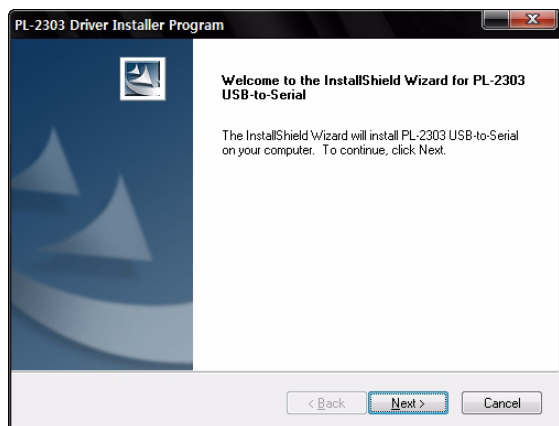 PL-2303 Driver Installer Program
Welcome to the InstallShield Wizard for PL-2303
USB-to-Serial
The InstallShield Wizard will install PL-2303 USB-to-Serial
on your computer. To continue, click Next.
< Back Next > Cancel